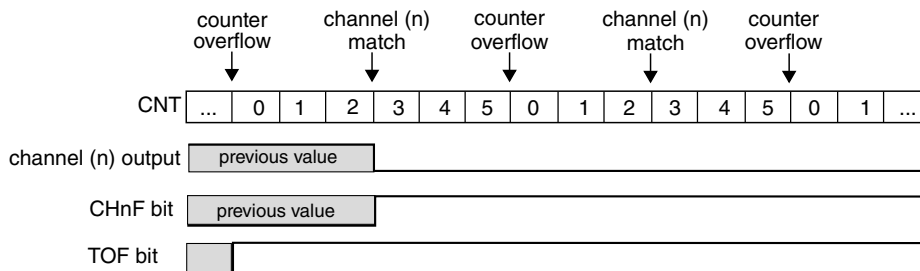 counter overflow
channel (n) match
counter overflow
channel (n) match
counter overflow
CNT ... 0 1 2 3 4 5 0 1 2 3 4 5 0 1 ...
channel (n) output previous value
CHnF bit previous value
TOF bit